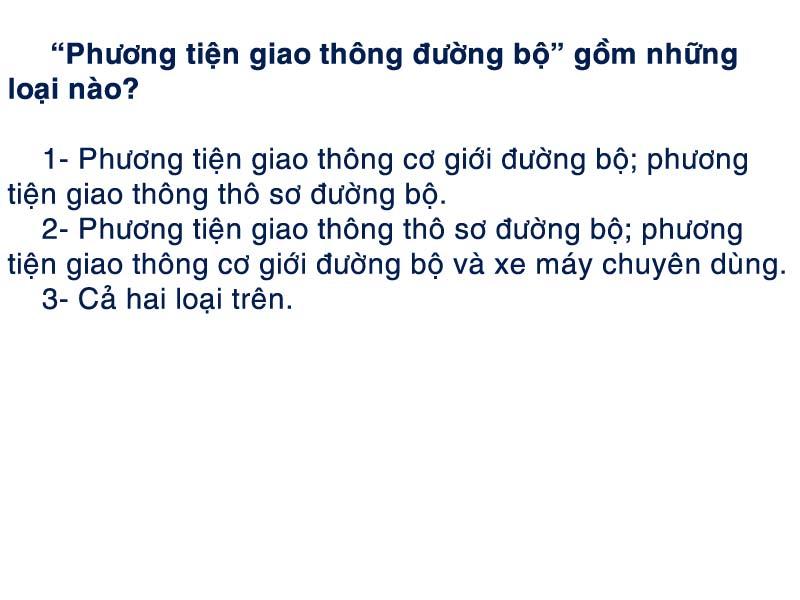 “Phương tiện giao thông đường bộ” gồm những
loại nào?
1- Phương tiện giao thông cơ giới đường bộ; phương
tiện giao thông thô sơ đường bộ.
2- Phương tiện giao thông thô sơ đường bộ; phương
tiện giao thông cơ giới đường bộ và xe máy chuyên dùng.
3- Cả hai loại trên.